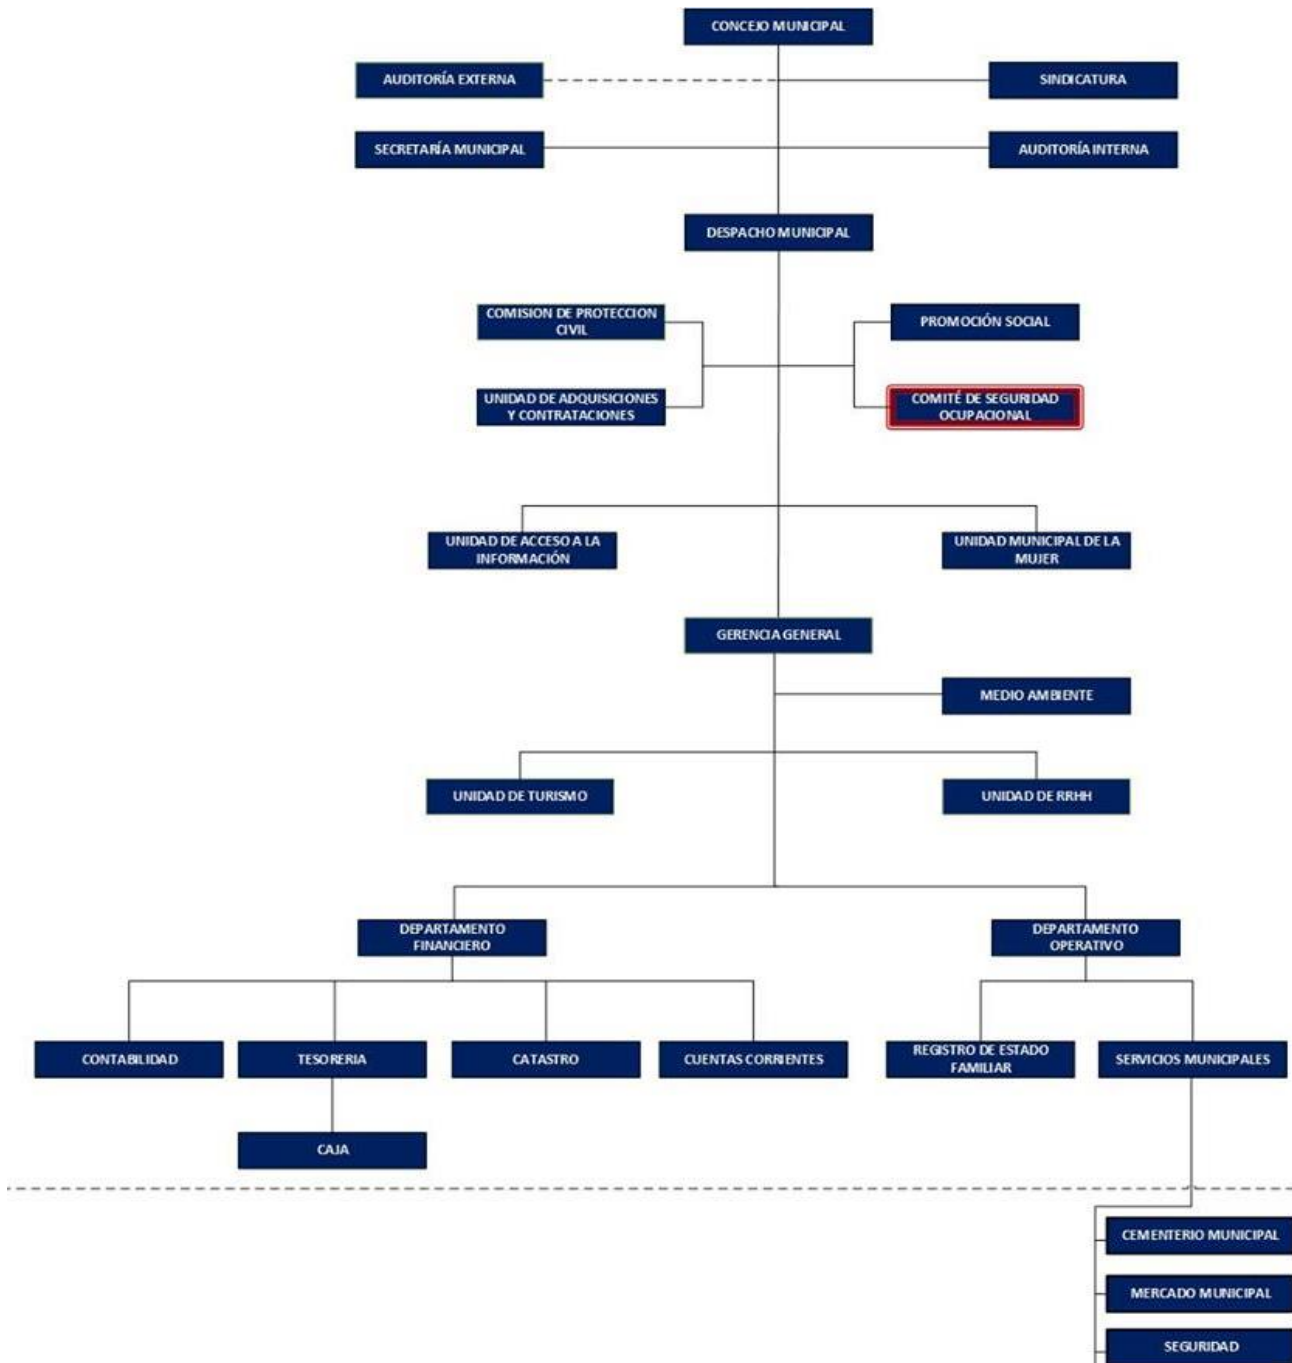 CONCEJO MUNICIPAL
AUDITORÍA EXTERNA
SINDICATURA
SECRETARÍA MUNICIPAL
AUDITORÍA INTERNA
DESPACHO MUNICIPAL
COMISION DE PROTECCION
CIVIL
PROMOCIÓN SOCIAL
UNIDAD DE ADQUISICIONES
Y CONTRATACIONES
COMITÉ DE SEGURIDAD
OCUPACIONAL
UNIDAD DE ACCESO A LA
INFORMACIÓN
UNIDAD MUNICIPAL DE LA
MUJER
GERENCIA GENERAL
MEDIO AMBIENTE
UNIDAD DE TURISMO
UNIDAD DE RRHH
DEPARTAMENTO
FINANCIERO
DEPARTAMENTO
OPERATIVO
CONTABILIDAD
TESORERIA
CATASTRO
CUENTAS CORRIENTES
REGISTRO DE ESTADO
FAMILIAR
SERVICIOS MUNICIPALES
CAJA
CEMENTERIO MUNICIPAL
MERCADO MUNICIPAL
SEGURIDAD